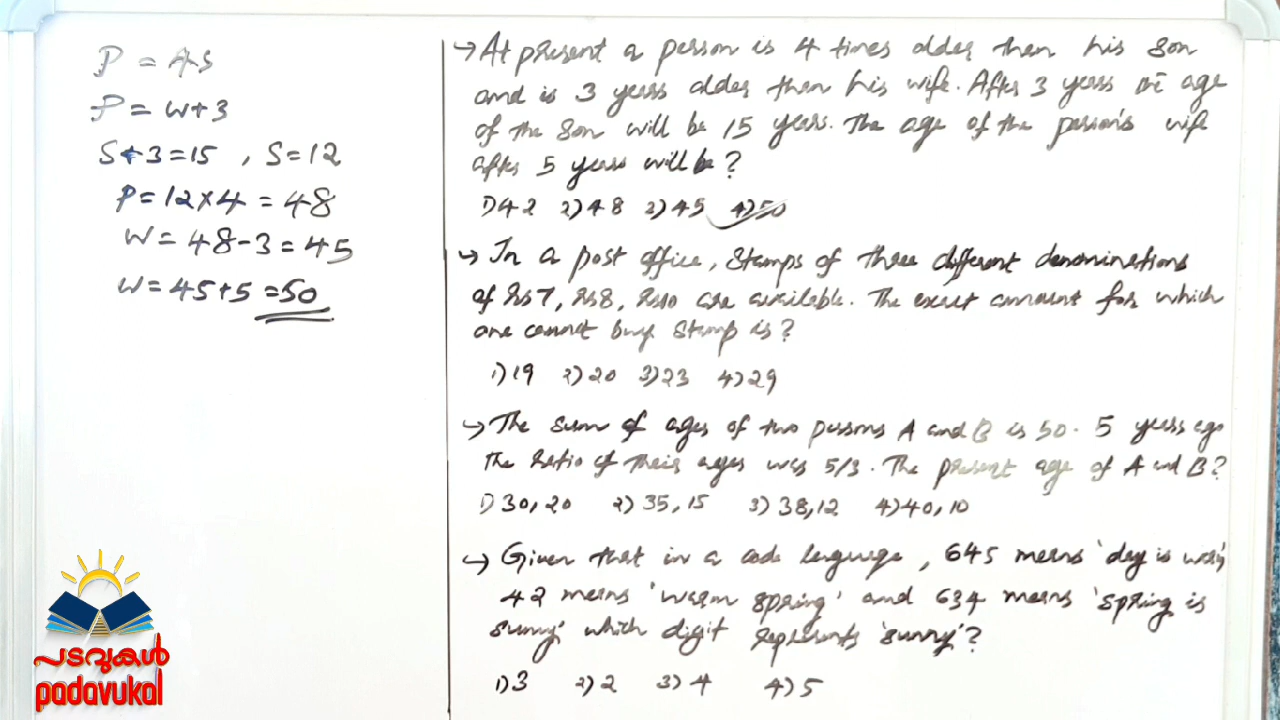 P = 4S
P = W+3
S+3=15 , S=12
P=12×4 = 48
W = 48-3=45
W=45+5=50
→ At present a person is 4 times older then his son
and is 3 years older then his wife. After 3 years age
of the son will be 15 years. The age of the person's wife
after 5 years will be?
1)42 2)48 3)45 4)50
→ In a post office, Stamps of three different denominations
of Rs7, Rs8, Rs10 are available. The exact amount for which
one cannot buy stamp is?
1)19 2)20 3)23 4)29
→ The sum of ages of two persons A and B is 50. 5 years ago
the Ratio of their ages was 5/3. The present age of A and B?
1)30,20 2)35,15 3)38,12 4)40,10
→ Given that in a code language, 645 means 'day is
42 means 'warm spring' and 634 means 'spring is
sunny', which digit represents 'sunny'?
1)3 2)2 3)4 4)5
പടവുകൾ
padavukal